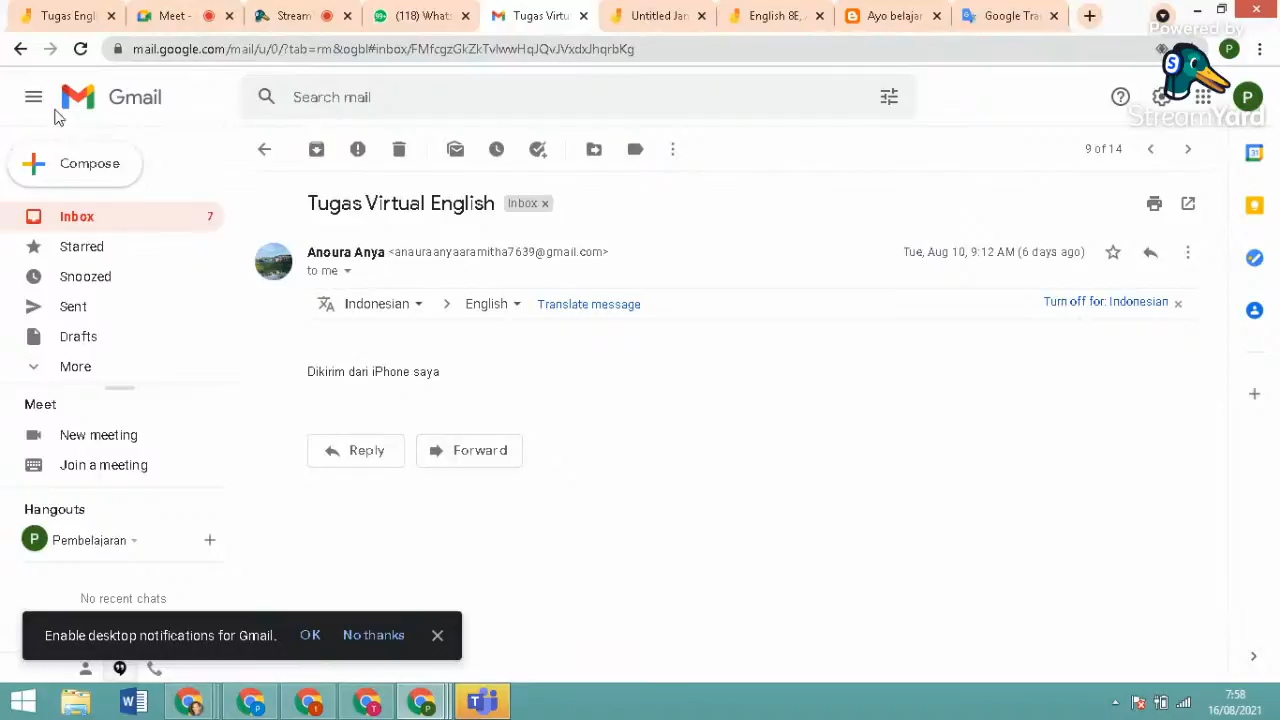 Tugas Engl
Meet -
Stream
99+ (118) What
Tugas Virtu
Untitled Jan
English 8E,
Ayo belajar
Google Tra
mail.google.com/mail/u/0/?tab=rm&ogbl#inbox/FMfcgzGkZkTvlwwHqJQvJVxdxJhqrbKg
P
Powered by
S
StreamYard
Gmail
Search mail
P
Compose
9 of 14
Inbox 7
Starred
Snoozed
Sent
Drafts
More
Meet
New meeting
Join a meeting
Hangouts
P Pembelajaran
No recent chats
Tugas Virtual English Inbox
Anoura Anya <anauraanyaaramitha7639@gmail.com>
Tue, Aug 10, 9:12 AM (6 days ago)
to me
Indonesian > English Translate message
Turn off for: Indonesian
Dikirim dari iPhone saya
Reply Forward
31
Enable desktop notifications for Gmail. OK No thanks
7:58
16/08/2021